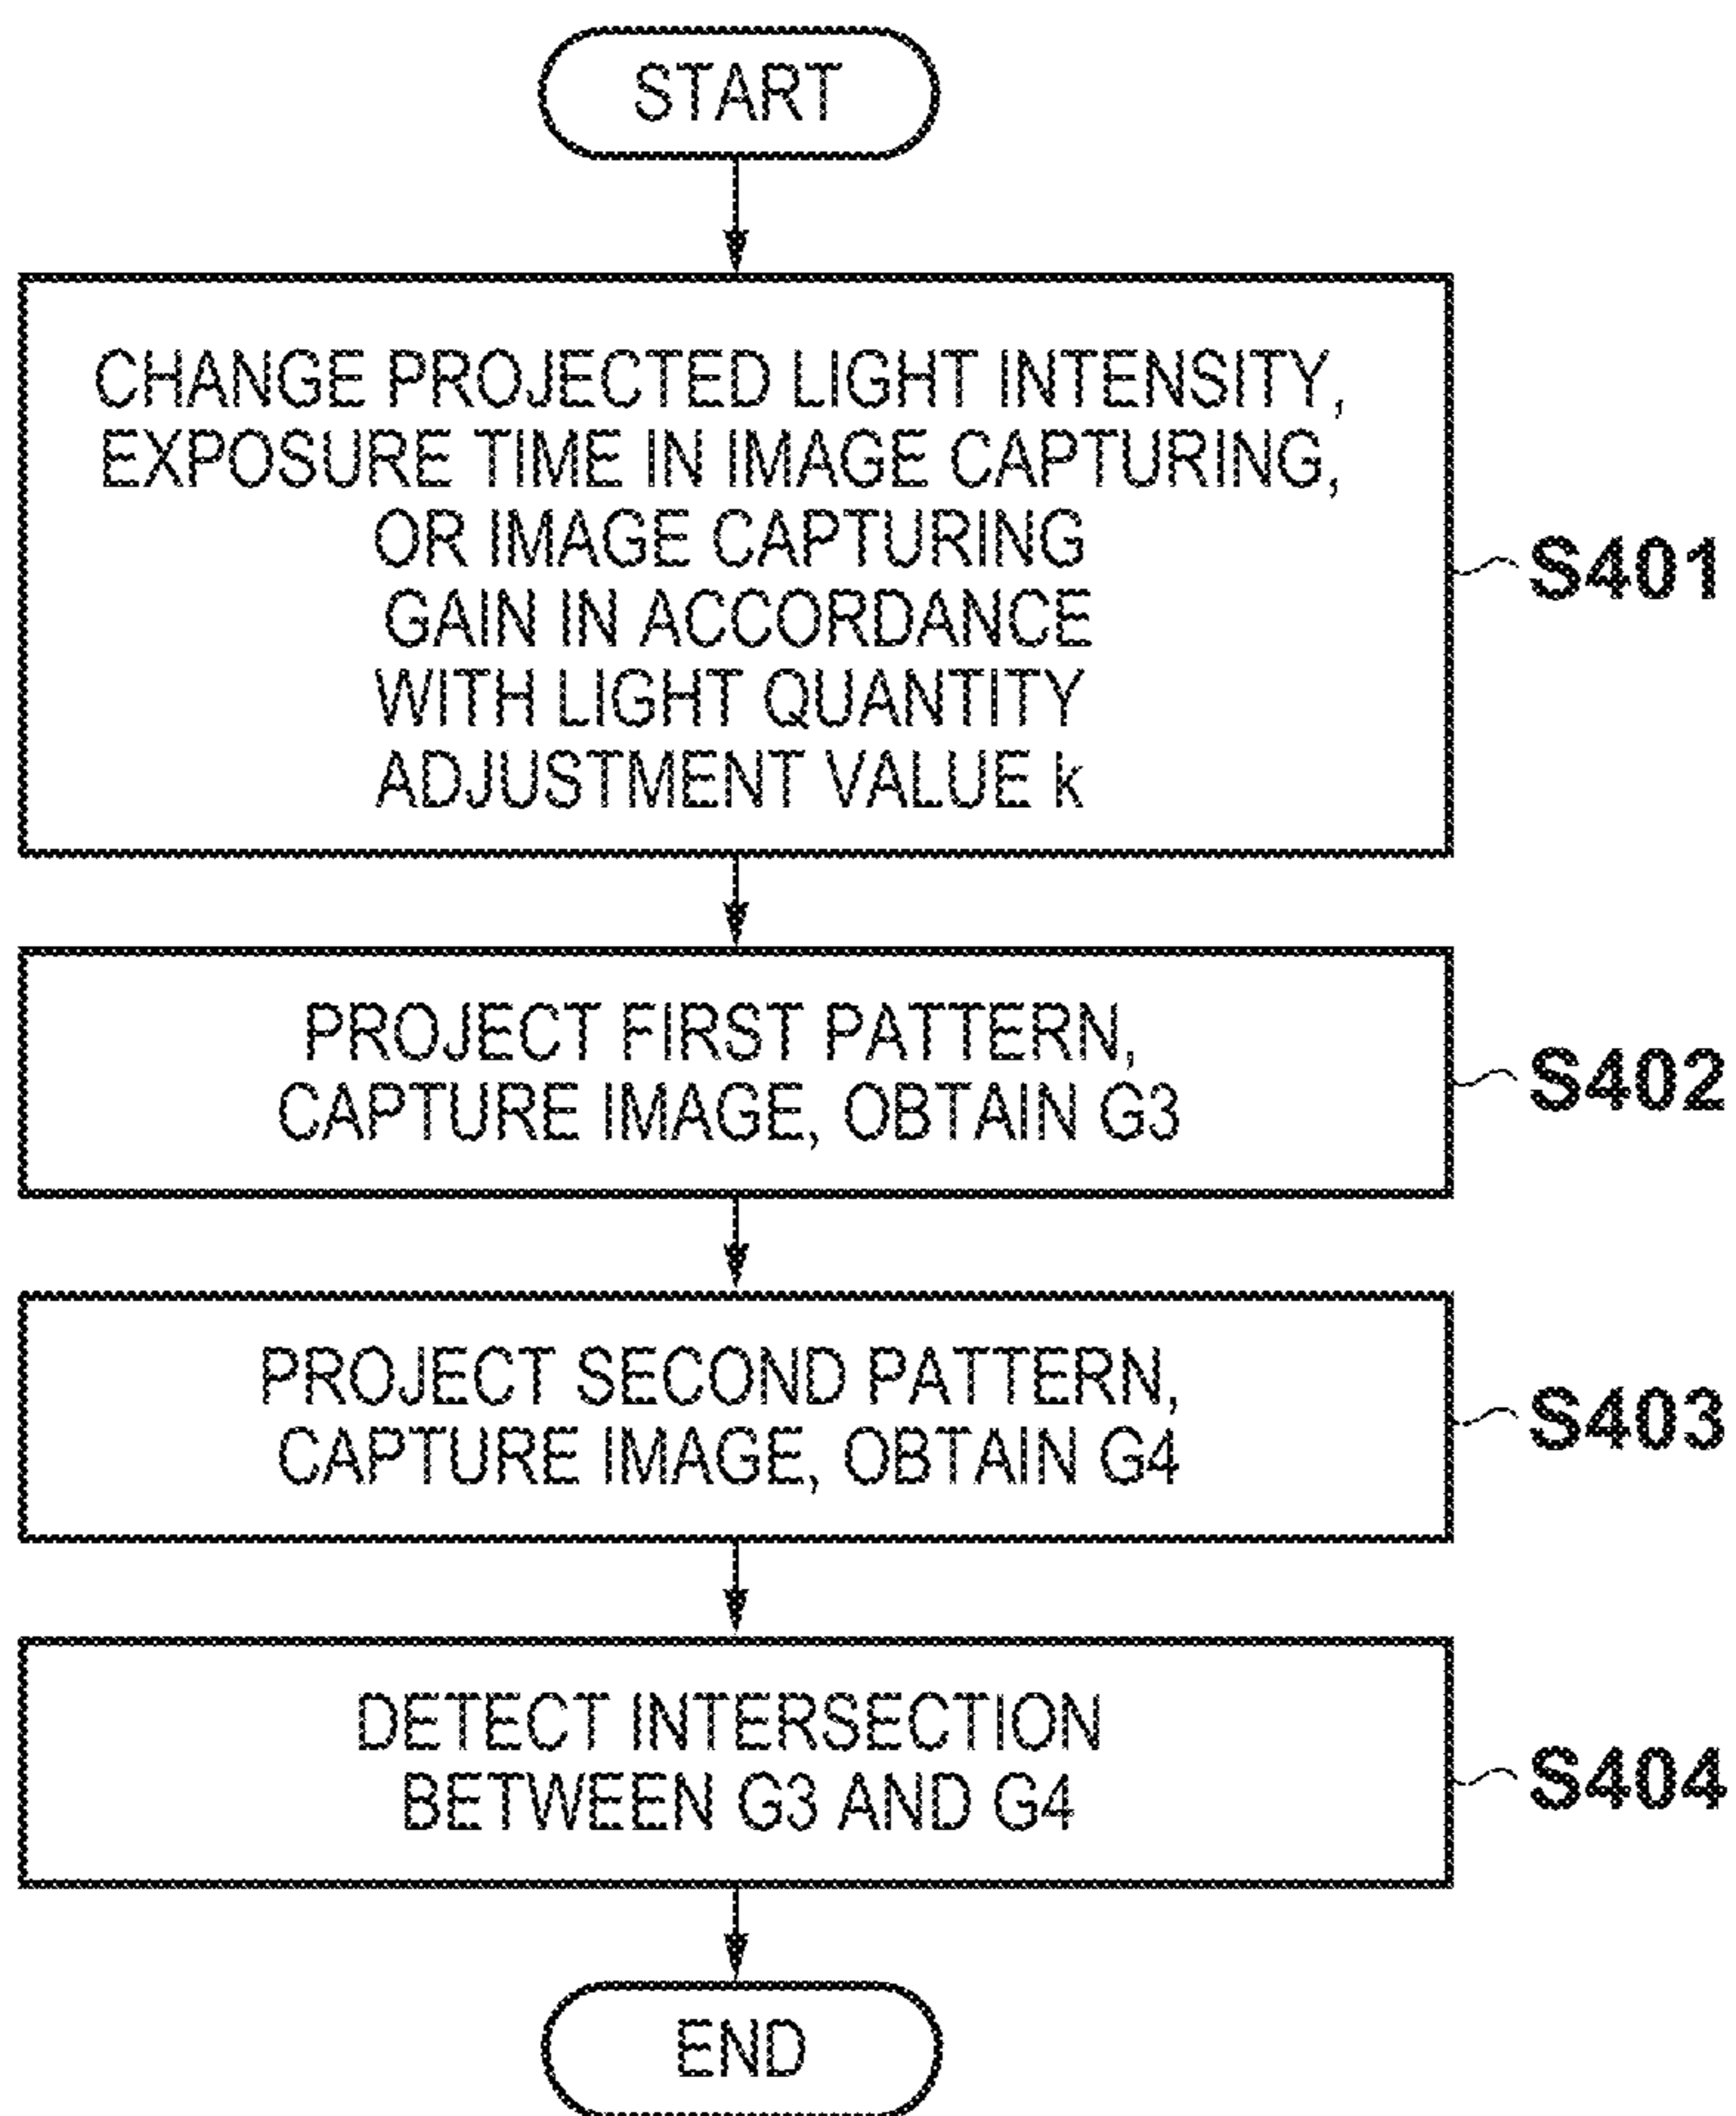 START
CHANGE PROJECTED LIGHT INTENSITY,
EXPOSURE TIME IN IMAGE CAPTURING,
OR IMAGE CAPTURING
GAIN IN ACCORDANCE
WITH LIGHT QUANTITY
ADJUSTMENT VALUE k
S401
PROJECT FIRST PATTERN,
CAPTURE IMAGE, OBTAIN G3
S402
PROJECT SECOND PATTERN,
CAPTURE IMAGE, OBTAIN G4
S403
DETECT INTERSECTION
BETWEEN G3 AND G4
S404
END